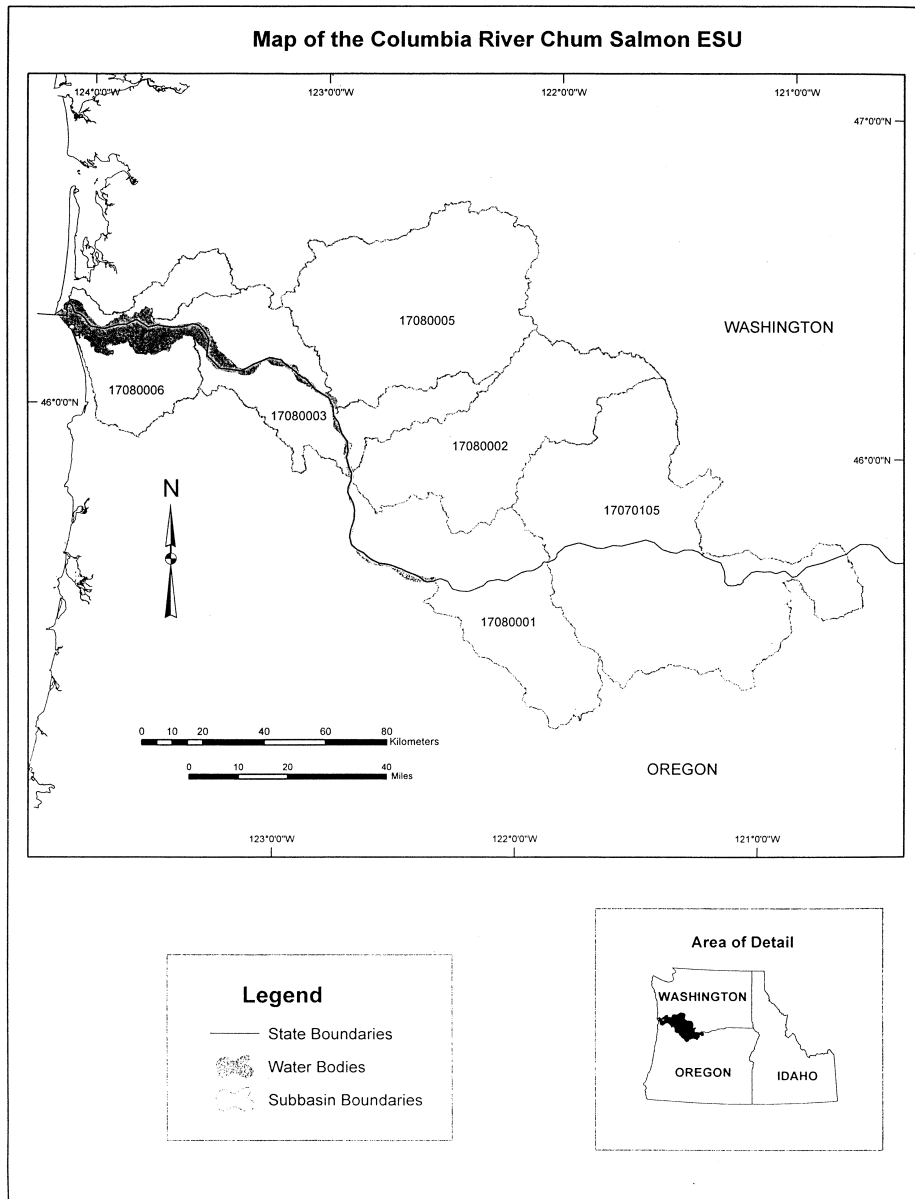 Map of the Columbia River Chum Salmon ESU
124°0'0"W
123°0'0"W
122°0'0"W
121°0'0"W
47°0'0"N
17080005
WASHINGTON
17080006
46°0'0"N
17080003
17080002
46°0'0"N
N
17070105
17080001
0 10 20 40 60 80
Kilometers
0 10 20 40
Miles
OREGON
123°0'0"W
122°0'0"W
121°0'0"W
Legend
State Boundaries
Water Bodies
Subbasin Boundaries
Area of Detail
WASHINGTON
OREGON
IDAHO